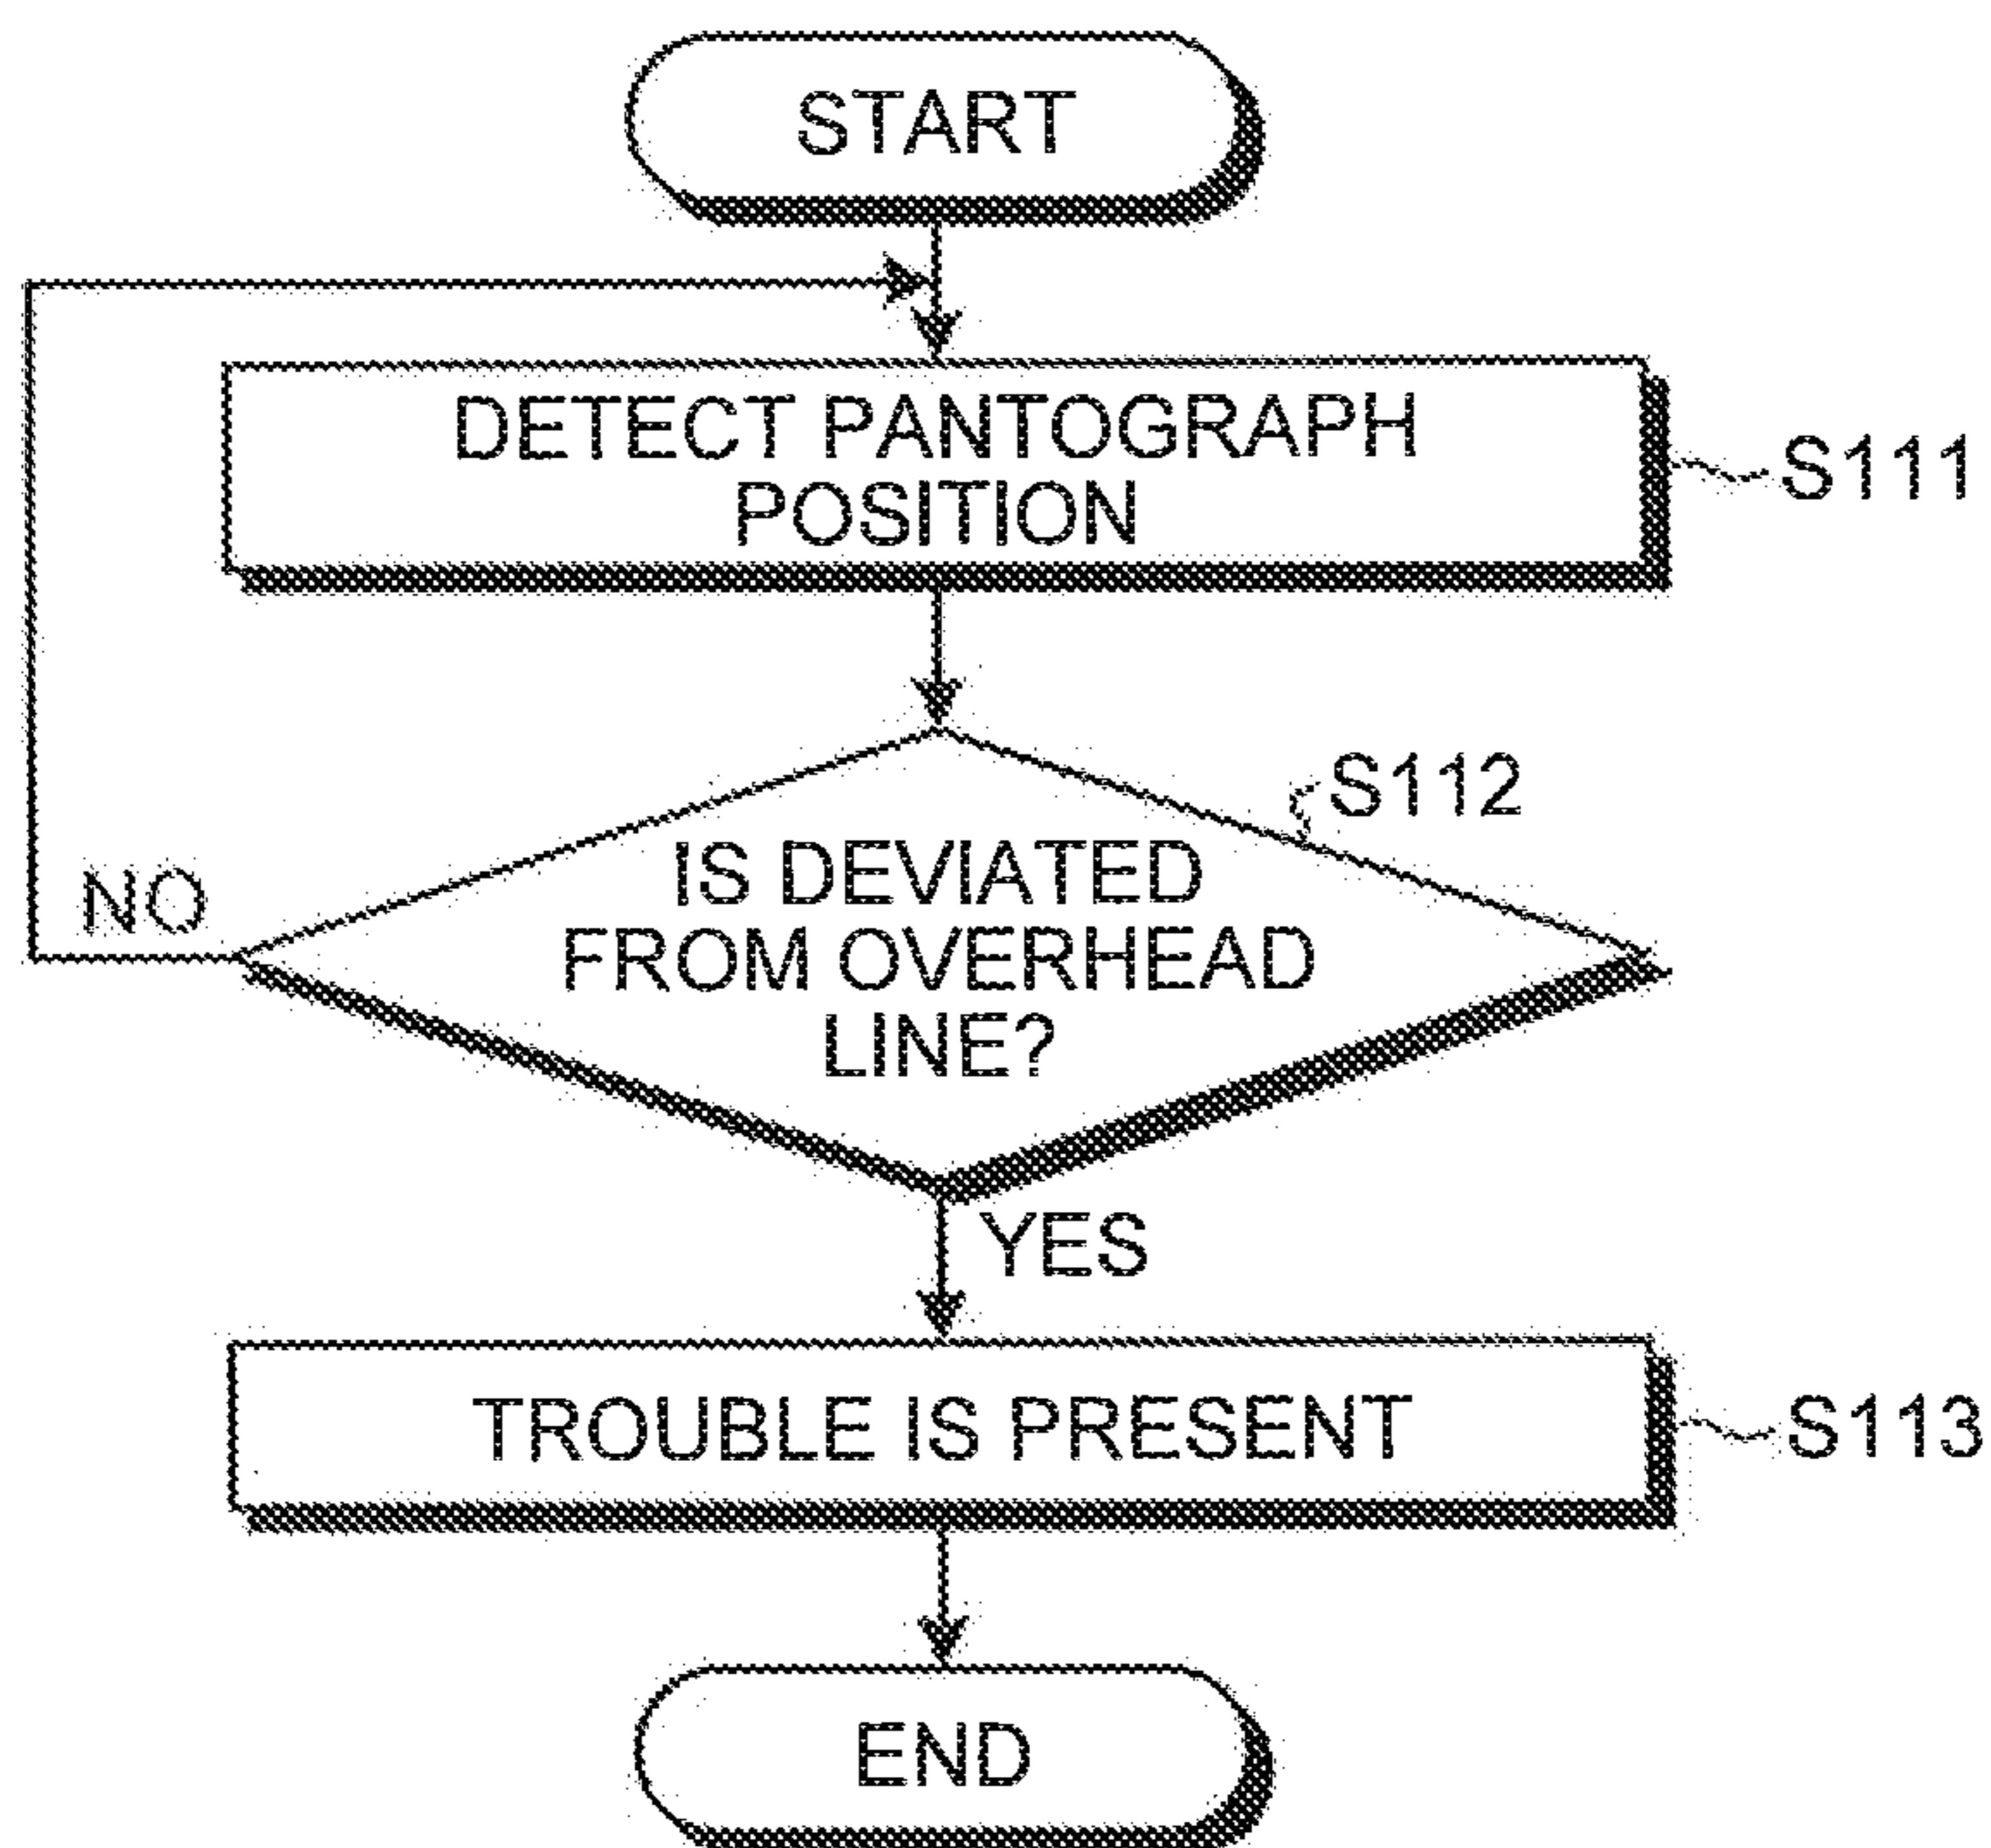 START
DETECT PANTOGRAPH
POSITION
S111
S112
IS DEVIATED
FROM OVERHEAD
LINE?
NO
YES
TROUBLE IS PRESENT
S113
END